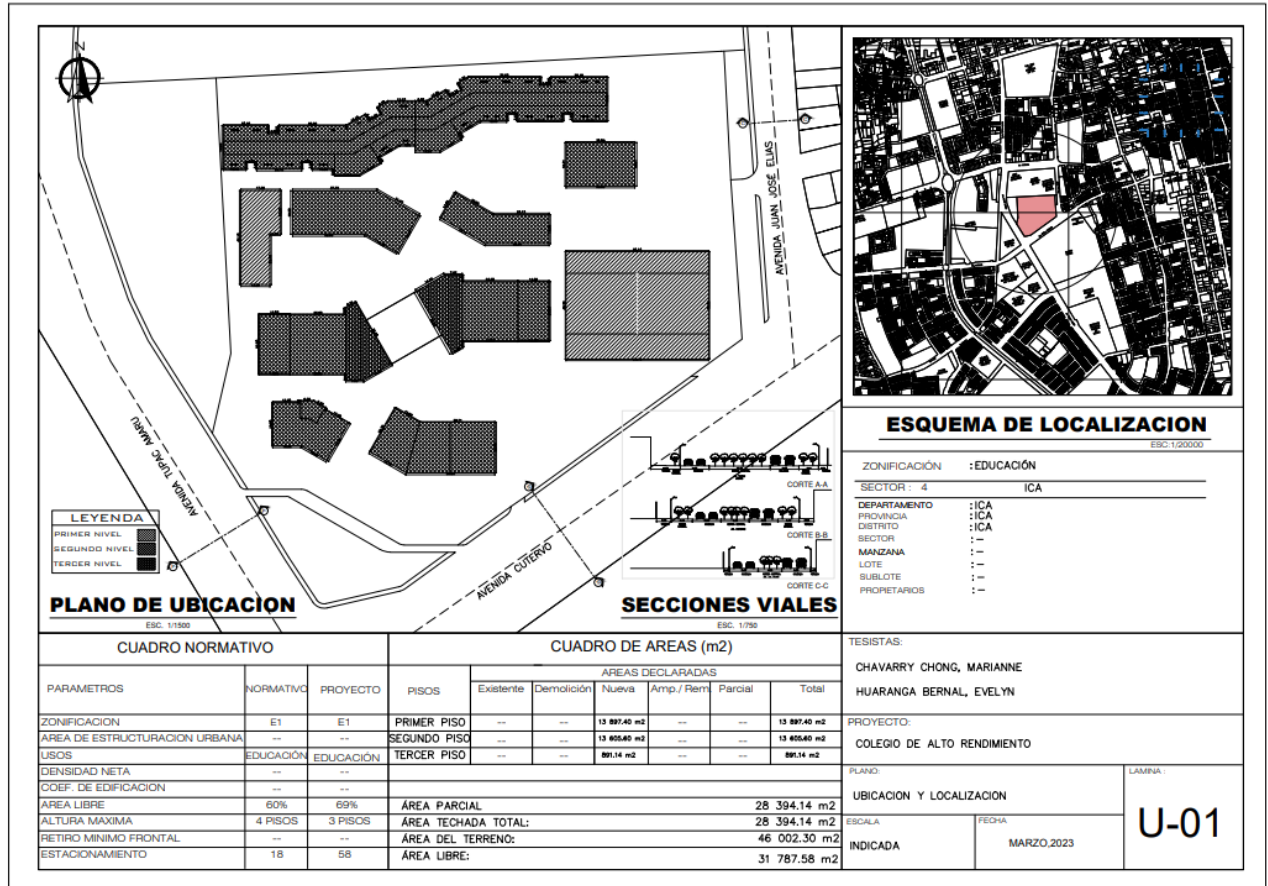 N
AVENIDA JUAN JOSÉ ELIAS
AVENIDA TUPAC AMARU
AVENIDA CUTERVO
LEYENDA
PRIMER NIVEL
SEGUNDO NIVEL
TERCER NIVEL
PLANO DE UBICACION
ESC. 1/1500
CORTE A-A
CORTE B-B
CORTE C-C
SECCIONES VIALES
ESC. 1/750
ESQUEMA DE LOCALIZACION
ESC:1/20000
ZONIFICACIÓN :EDUCACIÓN
SECTOR : 4 ICA
DEPARTAMENTO :ICA
PROVINCIA :ICA
DISTRITO :ICA
SECTOR :–
MANZANA :–
LOTE :–
SUBLOTE :–
PROPIETARIOS :–
CUADRO NORMATIVO
PARAMETROS NORMATIVO PROYECTO
ZONIFICACION E1 E1
AREA DE ESTRUCTURACION URBANA -- --
USOS EDUCACIÓN EDUCACIÓN
DENSIDAD NETA -- --
COEF. DE EDIFICACION -- --
AREA LIBRE 60% 69%
ALTURA MAXIMA 4 PISOS 3 PISOS
RETIRO MINIMO FRONTAL -- --
ESTACIONAMIENTO 18 58
CUADRO DE AREAS (m2)
AREAS DECLARADAS
PISOS Existente Demolición Nueva Amp./ Rem Parcial Total
PRIMER PISO -- -- 13 897.40 m2 -- -- 13 897.40 m2
SEGUNDO PISO -- -- 13 605.60 m2 -- -- 13 605.60 m2
TERCER PISO -- -- 891.14 m2 -- -- 891.14 m2
ÁREA PARCIAL 28 394.14 m2
ÁREA TECHADA TOTAL: 28 394.14 m2
ÁREA DEL TERRENO: 46 002.30 m2
ÁREA LIBRE: 31 787.58 m2
TESISTAS:
CHAVARRY CHONG, MARIANNE
HUARANGA BERNAL, EVELYN
PROYECTO:
COLEGIO DE ALTO RENDIMIENTO
PLANO:
UBICACION Y LOCALIZACION
LAMINA :
U-01
ESCALA
INDICADA
FECHA
MARZO,2023